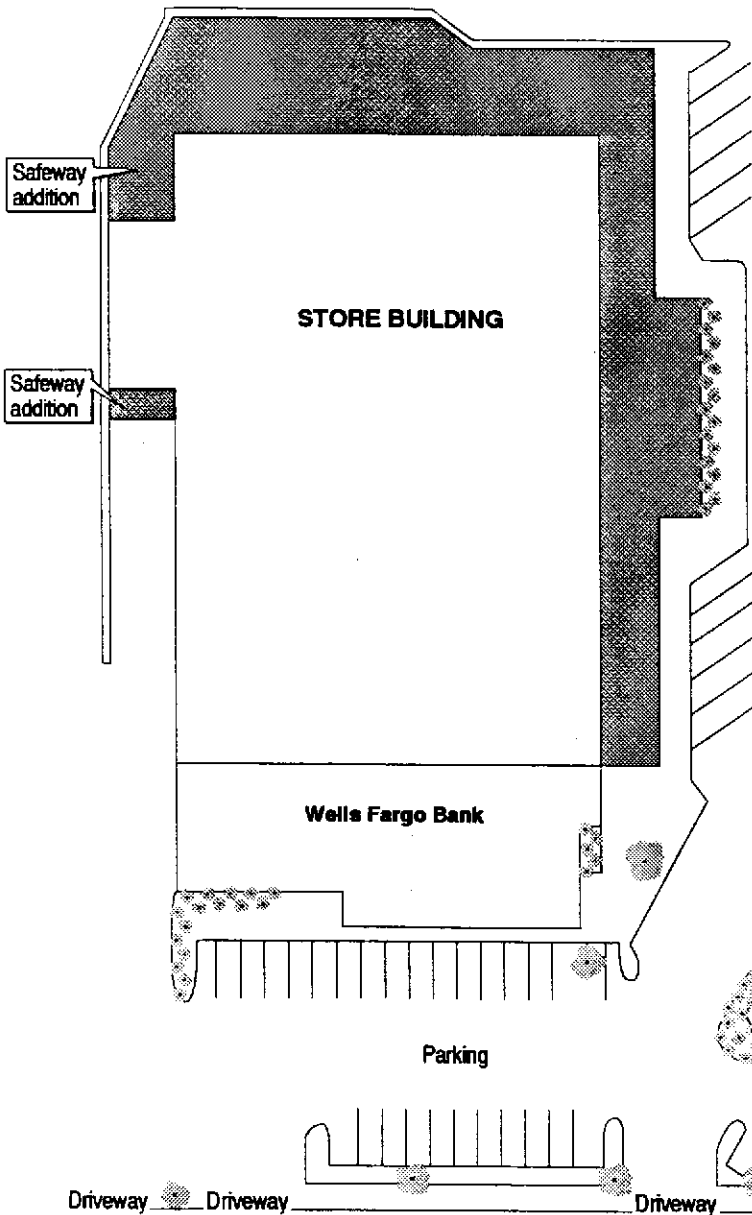 Safeway
addition
STORE BUILDING
Safeway
addition
Wells Fargo Bank
Parking
Driveway Driveway Driveway